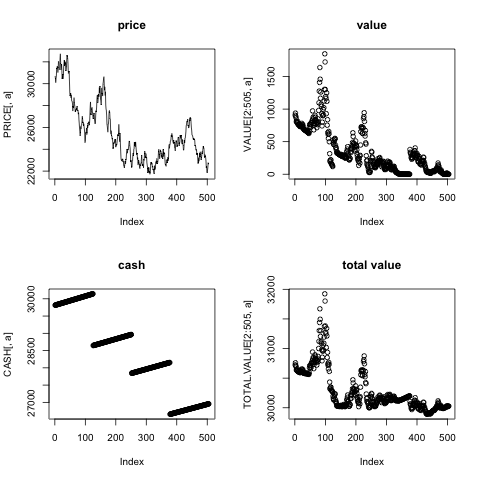 price
PRICE[, a]
22000 24000 26000 30000
0 100 200 300 400 500
Index
value
VALUE[2:505, a]
0 500 1000 1500
0 100 200 300 400 500
Index
cash
CASH[, a]
27000 28500 30000
0 100 200 300 400 500
Index
total value
TOTAL.VALUE[2:505, a]
30000 31000 32000
0 100 200 300 400 500
Index